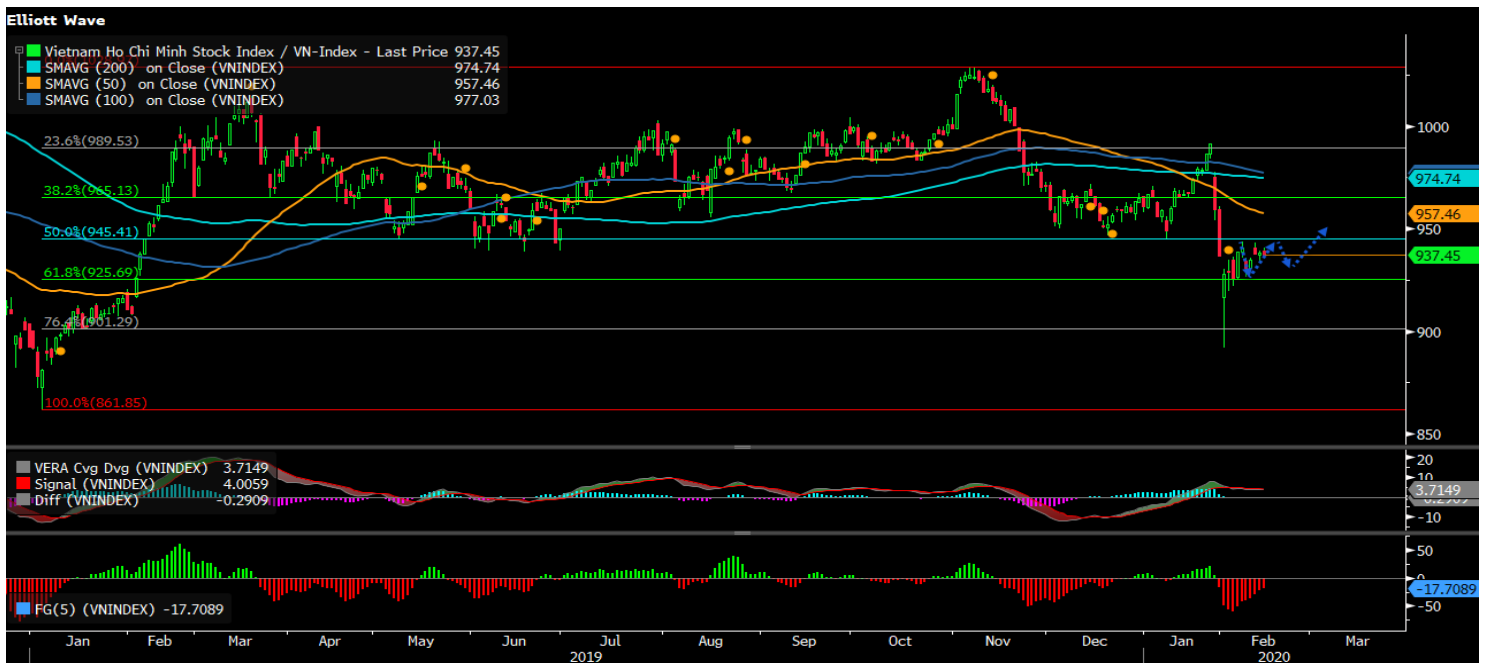 Elliott Wave
Vietnam Ho Chi Minh Stock Index / VN-Index - Last Price 937.45
SMAVG (200) on Close (VNINDEX) 974.74
SMAVG (50) on Close (VNINDEX) 957.46
SMAVG (100) on Close (VNINDEX) 977.03
23.6%(989.53)
38.2%(965.13)
50.0%(945.41)
61.8%(925.69)
76.4%(901.29)
100.0%(861.85)
1000
974.74
957.46
950
937.45
900
850
VERA Cvg Dvg (VNINDEX) 3.7149
Signal (VNINDEX) 4.0059
Diff (VNINDEX) -0.2909
20
10
3.7149
-10
FG(5) (VNINDEX) -17.7089
50
0
-17.7089
-50
Jan Feb Mar Apr May Jun Jul Aug Sep Oct Nov Dec Jan Feb Mar
2019 2020